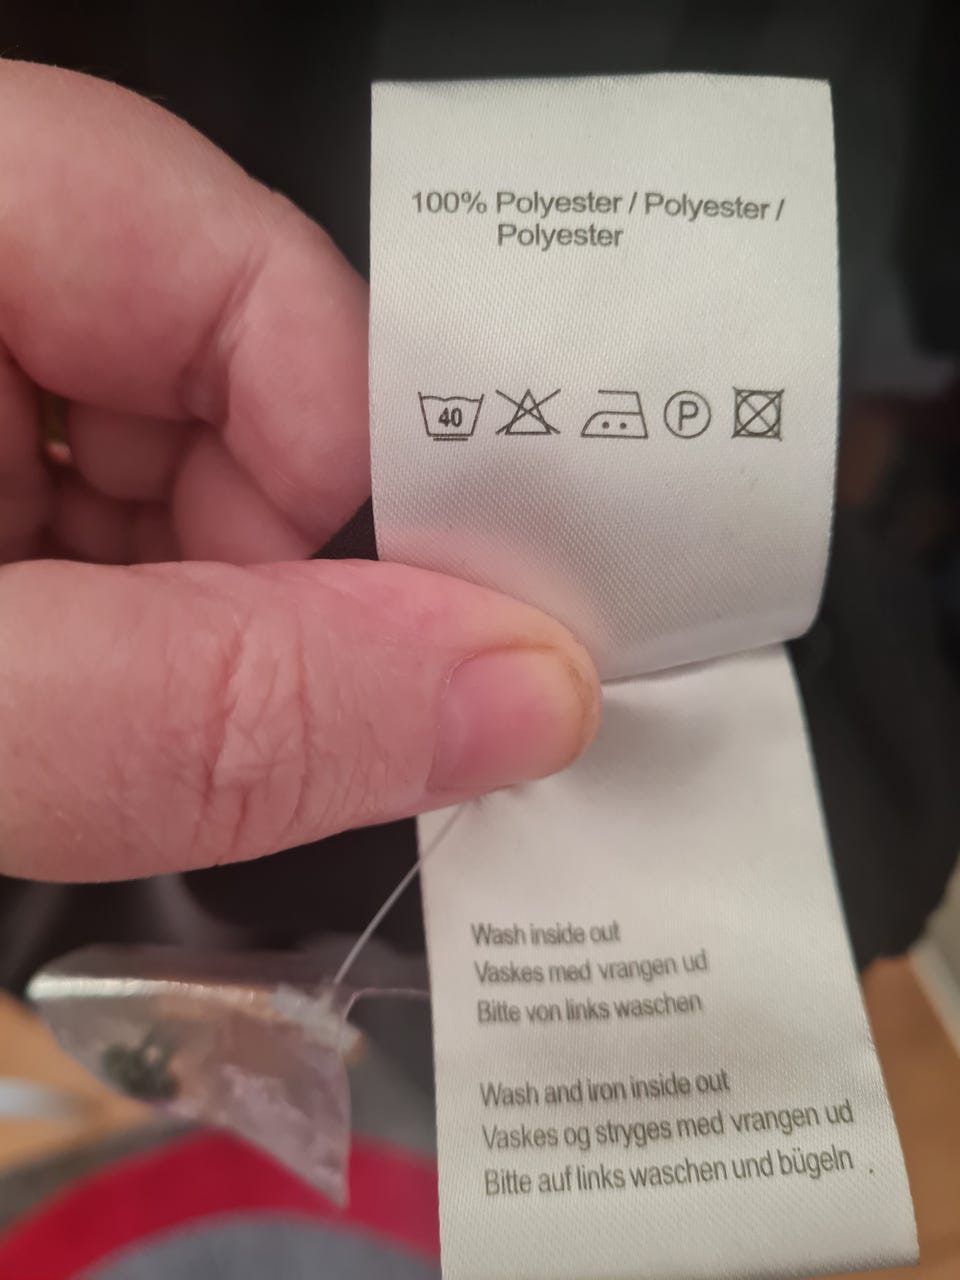 100% Polyester / Polyester /
Polyester
40 P
Wash inside out
Vaskes med vrangen ud
Bitte von links waschen
Wash and iron inside out
Vaskes og stryges med vrangen ud
Bitte auf links waschen und bügeln .